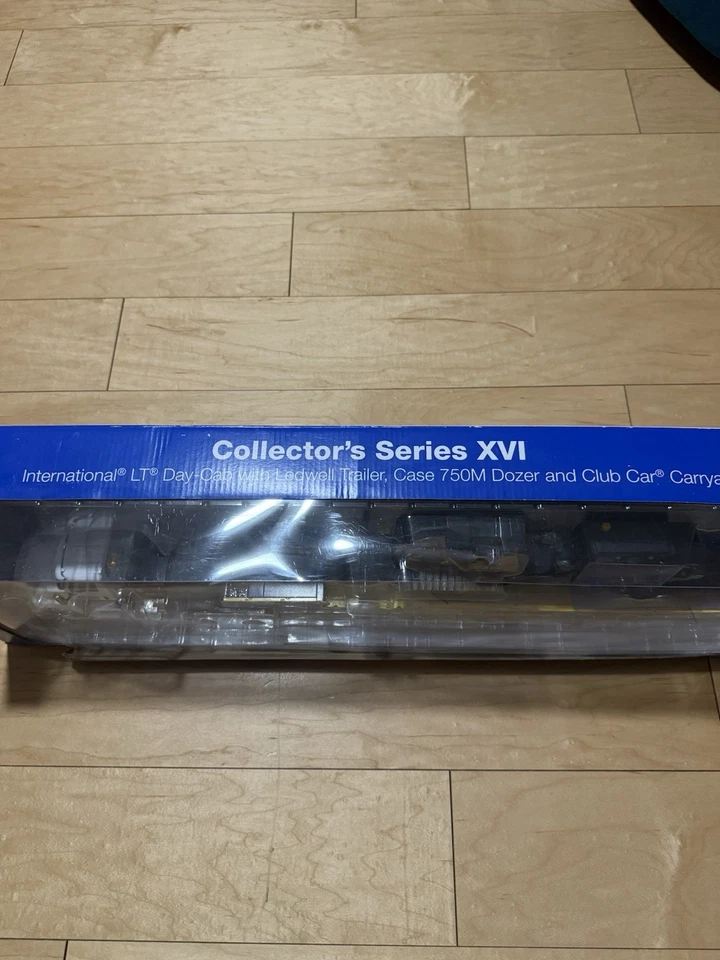 Collector's Series XVI
International® LT® Day-Cab with Ledwell Trailer, Case 750M Dozer and Club Car® Carrya